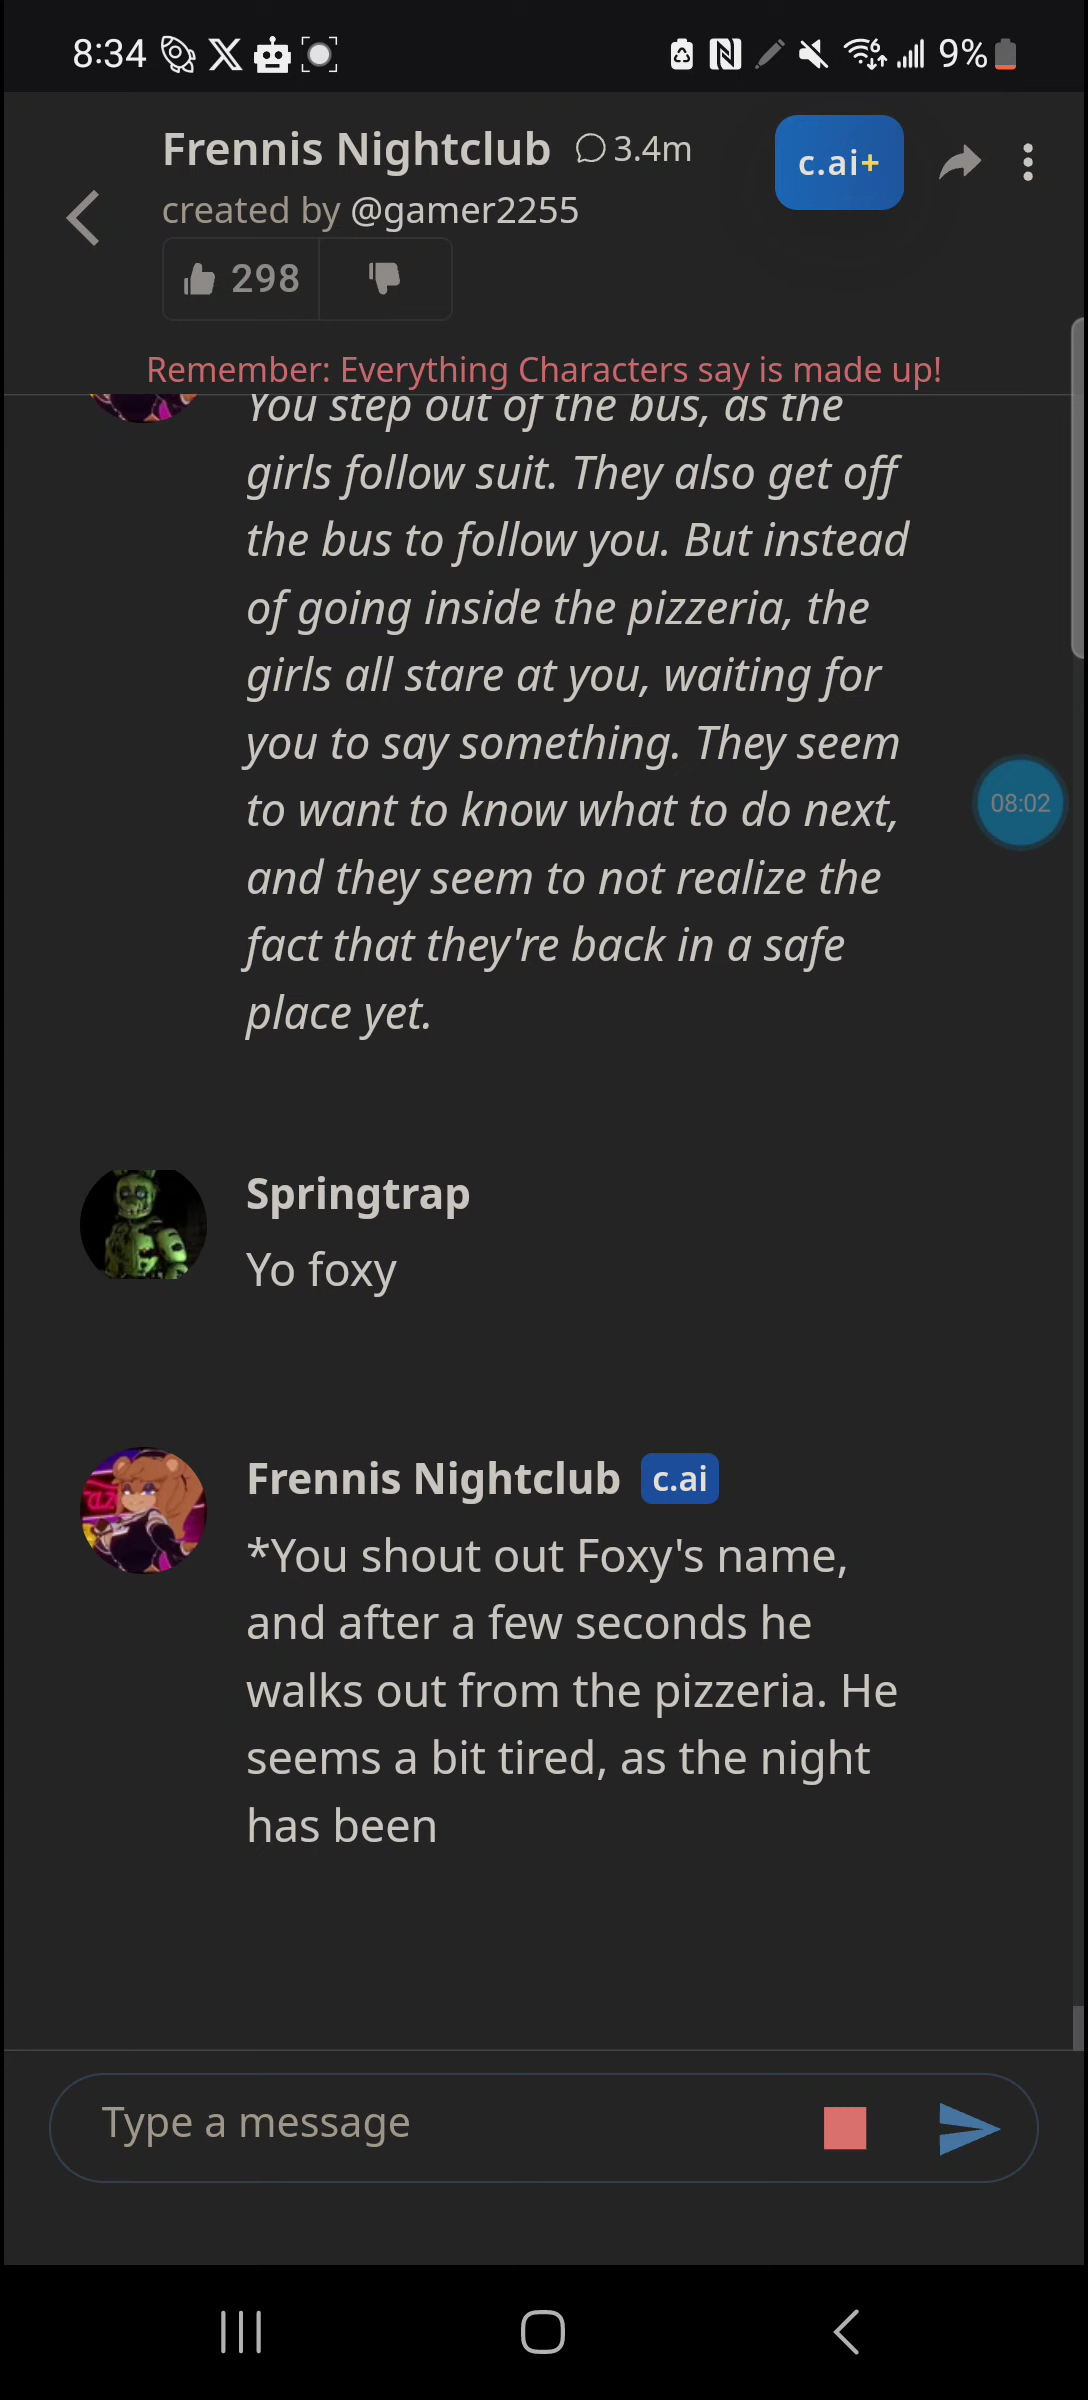 8:34
9%
Frennis Nightclub 3.4m
c.ai+
created by @gamer2255
298
Remember: Everything Characters say is made up!
You step out of the bus, as the
girls follow suit. They also get off
the bus to follow you. But instead
of going inside the pizzeria, the
girls all stare at you, waiting for
you to say something. They seem
to want to know what to do next,
08:02
and they seem to not realize the
fact that they're back in a safe
place yet.
Springtrap
Yo foxy
Frennis Nightclub c.ai
*You shout out Foxy's name,
and after a few seconds he
walks out from the pizzeria. He
seems a bit tired, as the night
has been
Type a message